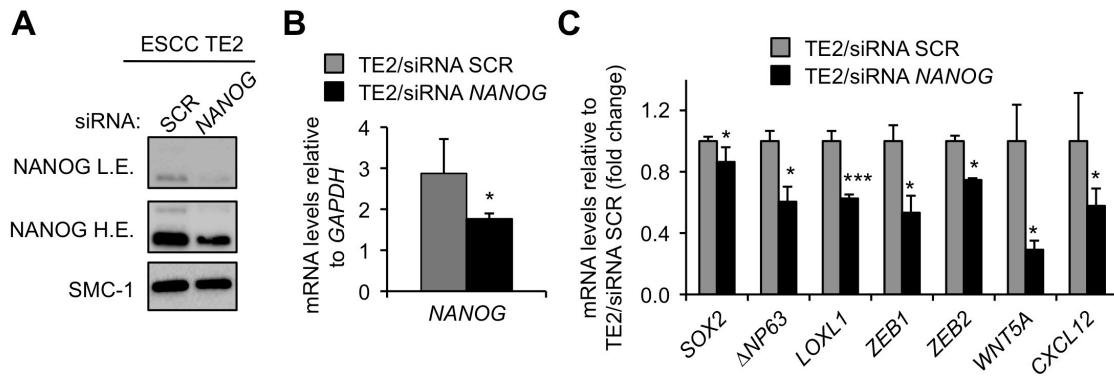 A
ESCC TE2
siRNA:
SCR
NANOG
NANOG L.E.
NANOG H.E.
SMC-1
B
TE2/siRNA SCR
TE2/siRNA NANOG
mRNA levels relative
to GAPDH
4
3
2
1
0
*
NANOG
C
TE2/siRNA SCR
TE2/siRNA NANOG
mRNA levels relative to
TE2/siRNA SCR (fold change)
1.2
0.8
0.4
0.0
*
*
***
*
*
*
*
SOX2
ΔNP63
LOXL1
ZEB1
ZEB2
WNT5A
CXCL12